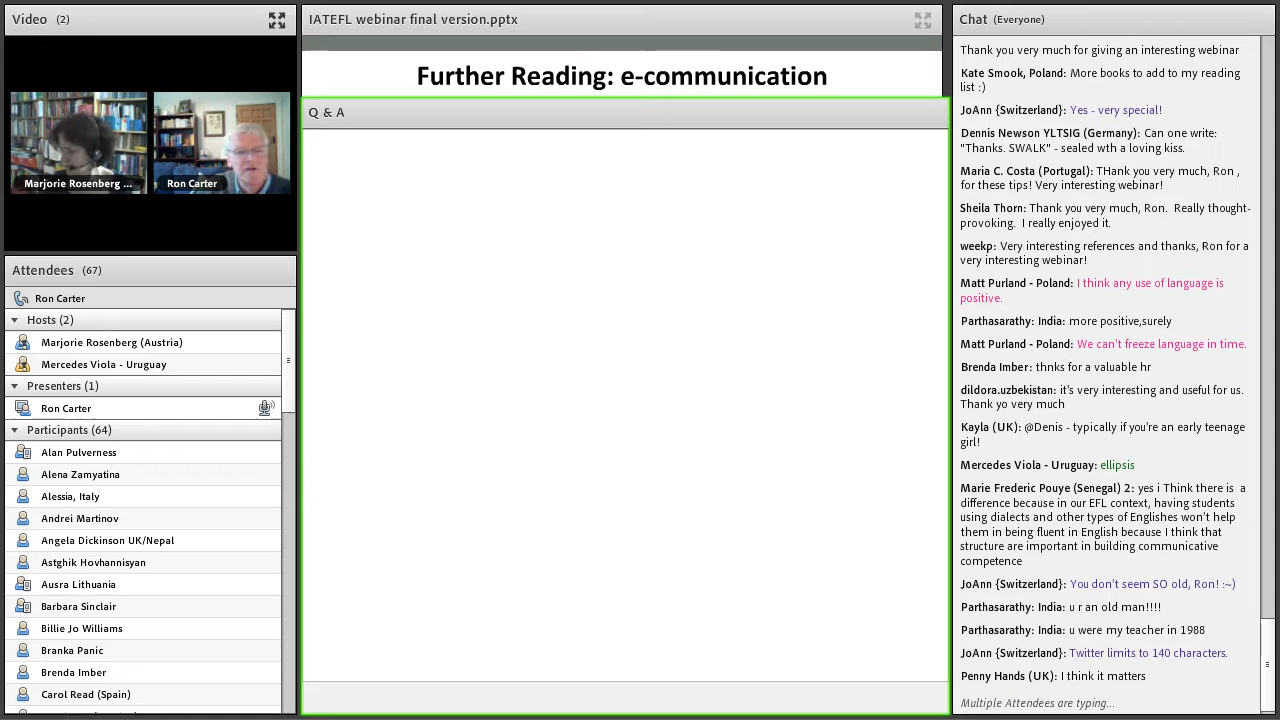 Video (2)
Marjorie Rosenberg ...
Ron Carter
Attendees (67)
Ron Carter
Hosts (2)
Marjorie Rosenberg (Austria)
Mercedes Viola - Uruguay
Presenters (1)
Ron Carter
Participants (64)
Alan Pulverness
Alena Zamyatina
Alessia, Italy
Andrei Martinov
Angela Dickinson UK/Nepal
Astghik Hovhannisyan
Ausra Lithuania
Barbara Sinclair
Billie Jo Williams
Branka Panic
Brenda Imber
Carol Read (Spain)
IATEFL webinar final version.pptx
Further Reading: e-communication
Q & A
Chat (Everyone)
Thank you very much for giving an interesting webinar
Kate Smook, Poland: More books to add to my reading
list :)
JoAnn {Switzerland}: Yes - very special!
Dennis Newson YLTSIG (Germany): Can one write:
"Thanks. SWALK" - sealed wth a loving kiss.
Maria C. Costa (Portugal): THank you very much, Ron ,
for these tips! Very interesting webinar!
Sheila Thorn: Thank you very much, Ron. Really thought-
provoking. I really enjoyed it.
weekp: Very interesting references and thanks, Ron for a
very interesting webinar!
Matt Purland - Poland: I think any use of language is
positive.
Parthasarathy: India: more positive,surely
Matt Purland - Poland: We can't freeze language in time.
Brenda Imber: thnks for a valuable hr
dildora.uzbekistan: it's very interesting and useful for us.
Thank yo very much
Kayla (UK): @Denis - typically if you're an early teenage
girl!
Mercedes Viola - Uruguay: ellipsis
Marie Frederic Pouye (Senegal) 2: yes i Think there is a
difference because in our EFL context, having students
using dialects and other types of Englishes won't help
them in being fluent in English because I think that
structure are important in building communicative
competence
JoAnn {Switzerland}: You don't seem SO old, Ron! :~)
Parthasarathy: India: u r an old man!!!!
Parthasarathy: India: u were my teacher in 1988
JoAnn {Switzerland}: Twitter limits to 140 characters.
Penny Hands (UK): I think it matters
Multiple Attendees are typing...